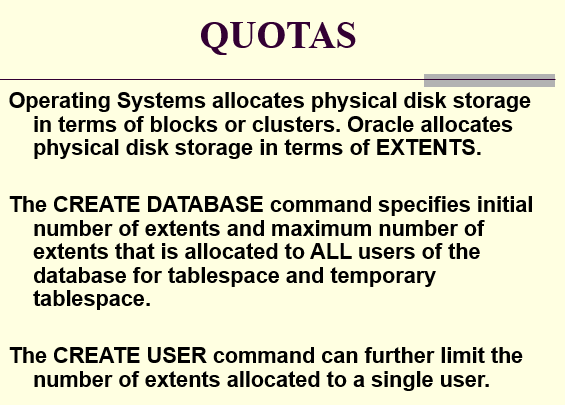 QUOTAS
Operating Systems allocates physical disk storage
in terms of blocks or clusters. Oracle allocates
physical disk storage in terms of EXTENTS.
The CREATE DATABASE command specifies initial
number of extents and maximum number of
extents that is allocated to ALL users of the
database for tablespace and temporary
tablespace.
The CREATE USER command can further limit the
number of extents allocated to a single user.